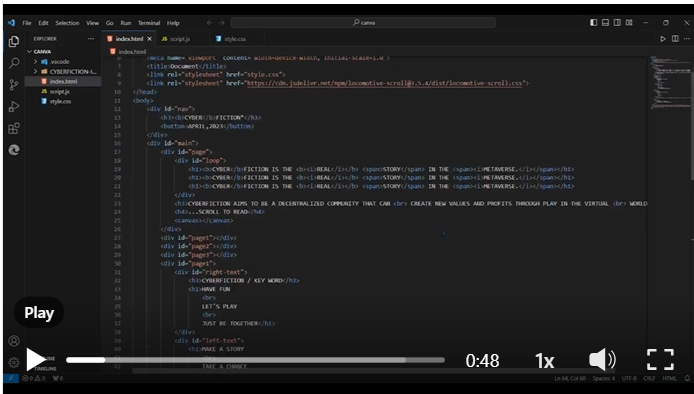 File Edit Selection View Go Run Terminal Help
canva
EXPLORER
index.html
script.js
style.css
CANVA
index.html
.vscode
CYBERFICTION-I...
index.html
script.js
style.css
6 <meta name="viewport" content="width=device-width, initial-scale=1.0">
7 <title>Document</title>
8 <link rel="stylesheet" href="style.css">
9 <link rel="stylesheet" href="https://cdn.jsdelivr.net/npm/locomotive-scroll@3.5.4/dist/locomotive-scroll.css">
10 </head>
11 <body>
12 <div id="nav">
13 <h3><b>CYBER</b>FICTION*</h3>
14 <button>APRIL,2023</button>
15 </div>
16 <div id="main">
17 <div id="page">
18 <div id="loop">
19 <h1><b>CYBER</b>FICTION IS THE <b><i>REAL</i></b> <span>STORY</span> IN THE <span><i>METAVERSE.</i></span></h1>
20 <h1><b>CYBER</b>FICTION IS THE <b><i>REAL</i></b> <span>STORY</span> IN THE <span><i>METAVERSE.</i></span></h1>
21 <h1><b>CYBER</b>FICTION IS THE <b><i>REAL</i></b> <span>STORY</span> IN THE <span><i>METAVERSE.</i></span></h1>
22 </div>
23 <h3>CYBERFICTION AIMS TO BE A DECENTRALIZED COMMUNITY THAT CAN <br> CREATE NEW VALUES AND PROFITS THROUGH PLAY IN THE VIRTUAL <br> WORLD
24 <h4>...SCROLL TO READ</h4>
25 <canvas></canvas>
26 </div>
27 <div id="page1"></div>
28 <div id="page2"></div>
29 <div id="page3"></div>
30 <div id="page1">
31 <div id="right-text">
32 <h3>CYBERFICTION / KEY WORD</h3>
33 <h1>HAVE FUN
34 <br>
35 LET'S PLAY
36 <br>
37 JUST BE TOGETHER</h1>
38 </div>
39 <div id="left-text">
40 <h1>MAKE A STORY
TAKE A CHANCE
Play
0:48
1x
TIMELINE
Ln 64, Col 60 Spaces: 4 UTF-8 CRLF HTML